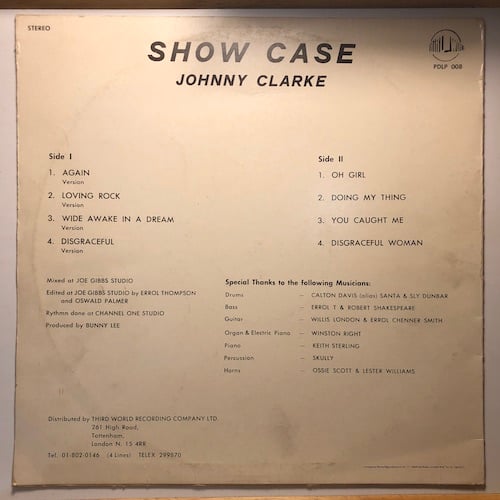 STEREO
SHOW CASE
JOHNNY CLARKE
PDLP 008
Side I
1. AGAIN
Version
2. LOVING ROCK
Version
3. WIDE AWAKE IN A DREAM
Version
4. DISGRACEFUL
Version
Side II
1. OH GIRL
2. DOING MY THING
3. YOU CAUGHT ME
4. DISGRACEFUL WOMAN
Mixed at JOE GIBBS STUDIO
Edited at JOE GIBBS STUDIO by ERROL THOMPSON
and OSWALD PALMER
Rythmn done at CHANNEL ONE STUDIO
Produced by BUNNY LEE
Special Thanks to the following Musicians:
Drums – CALTON DAVIS (alias) SANTA & SLY DUNBAR
Bass – ERROL T & ROBERT SHAKESPEARE
Guitar – WILLIS LONDON & ERROL CHENNER SMITH
Organ & Electric Piano – WINSTON RIGHT
Piano – KEITH STERLING
Percussion – SKULLY
Horns – OSSIE SCOTT & LESTER WILLIAMS
Distributed by THIRD WORLD RECORDING COMPANY LTD.
261 High Road,
Tottenham,
London N. 15 4RR
Tel. 01-802-0146 (4 Lines) TELEX 299870